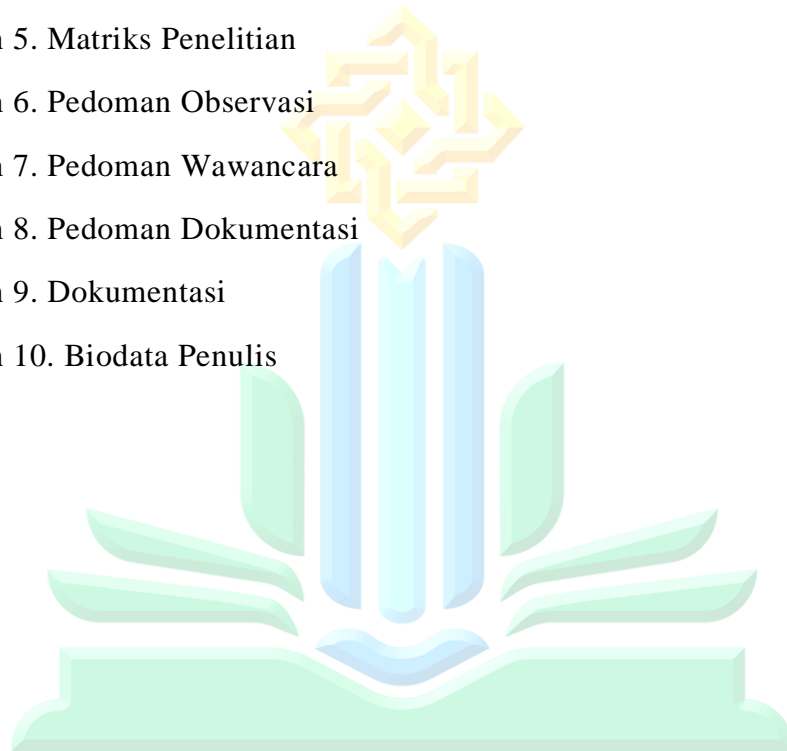 n 5. Matriks Penelitian
n 6. Pedoman Observasi
n 7. Pedoman Wawancara
n 8. Pedoman Dokumentasi
n 9. Dokumentasi
n 10. Biodata Penulis